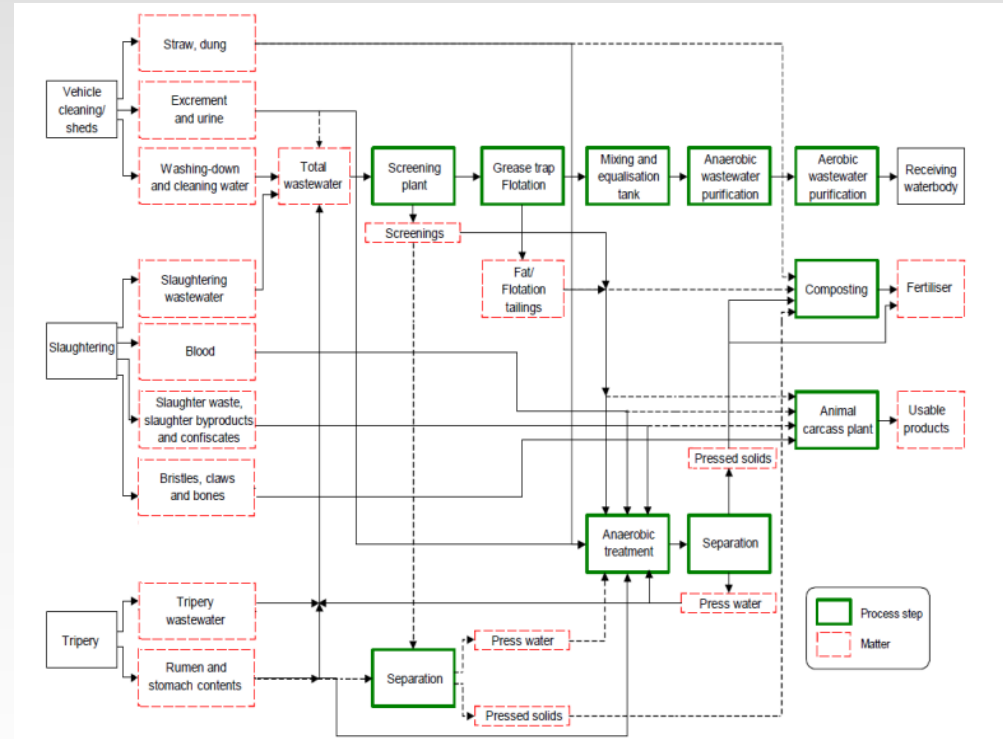 Straw, dung
Vehicle
cleaning/
sheds
Excrement
and urine
Washing-down
and cleaning water
Total
wastewater
Screening
plant
Grease trap
Flotation
Mixing and
equalisation
tank
Anaerobic
wastewater
purification
Aerobic
wastewater
purification
Receiving
waterbody
Screenings
Fat/
Flotation
tailings
Composting
Fertiliser
Slaughtering
Slaughtering
wastewater
Blood
Slaughter waste,
slaughter byproducts
and confiscates
Bristles, claws
and bones
Animal
carcass plant
Usable
products
Pressed solids
Anaerobic
treatment
Separation
Press water
Tripery
Tripery
wastewater
Rumen and
stomach contents
Separation
Press water
Pressed solids
Process step
Matter